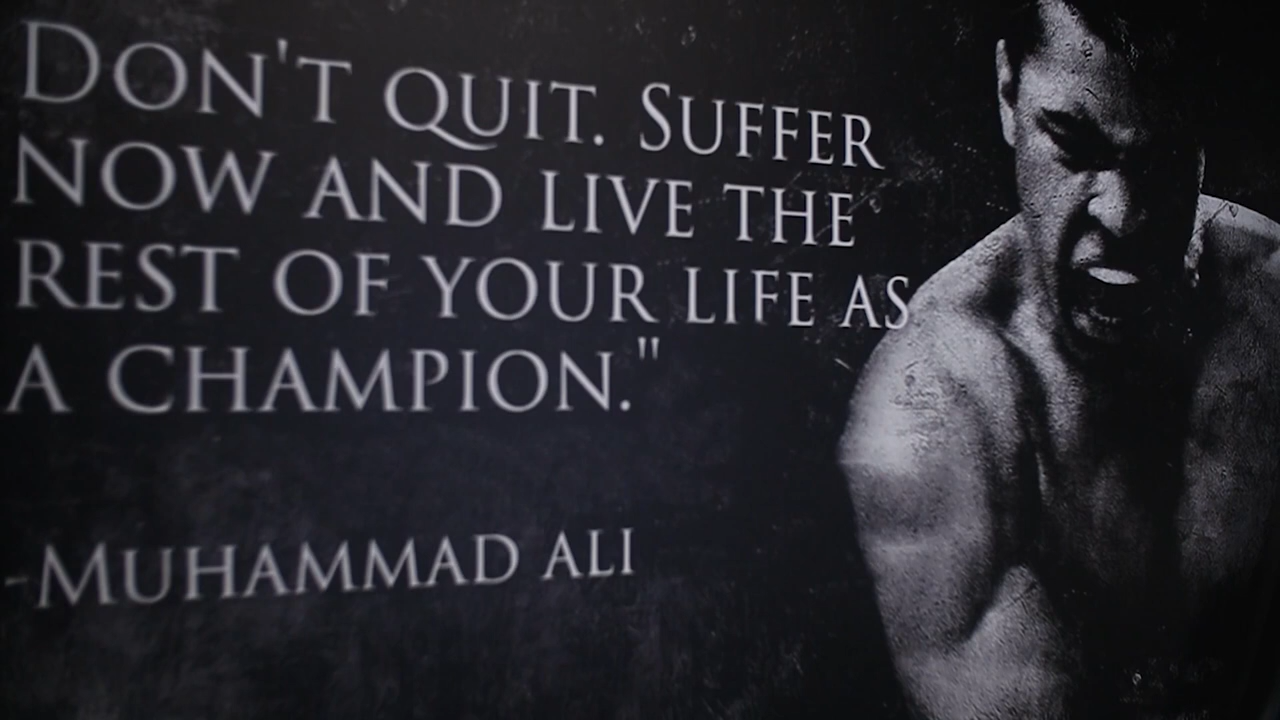 Don't quit. Suffer
now and live the
rest of your life as
a champion."
-Muhammad Ali